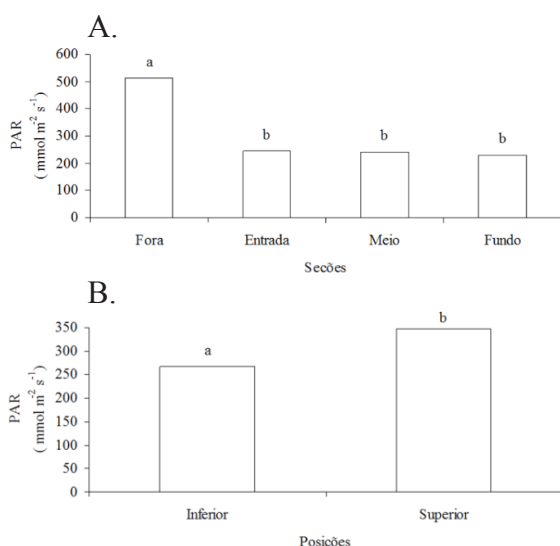 A.
PAR
( mmol m⁻² s⁻¹)
600
500
400
300
200
100
0
a
b
b
b
Fora Entrada Meio Fundo
Secões
B.
PAR
( mmol m⁻² s⁻¹)
350
300
250
200
150
100
50
0
a
b
Inferior Superior
Posições